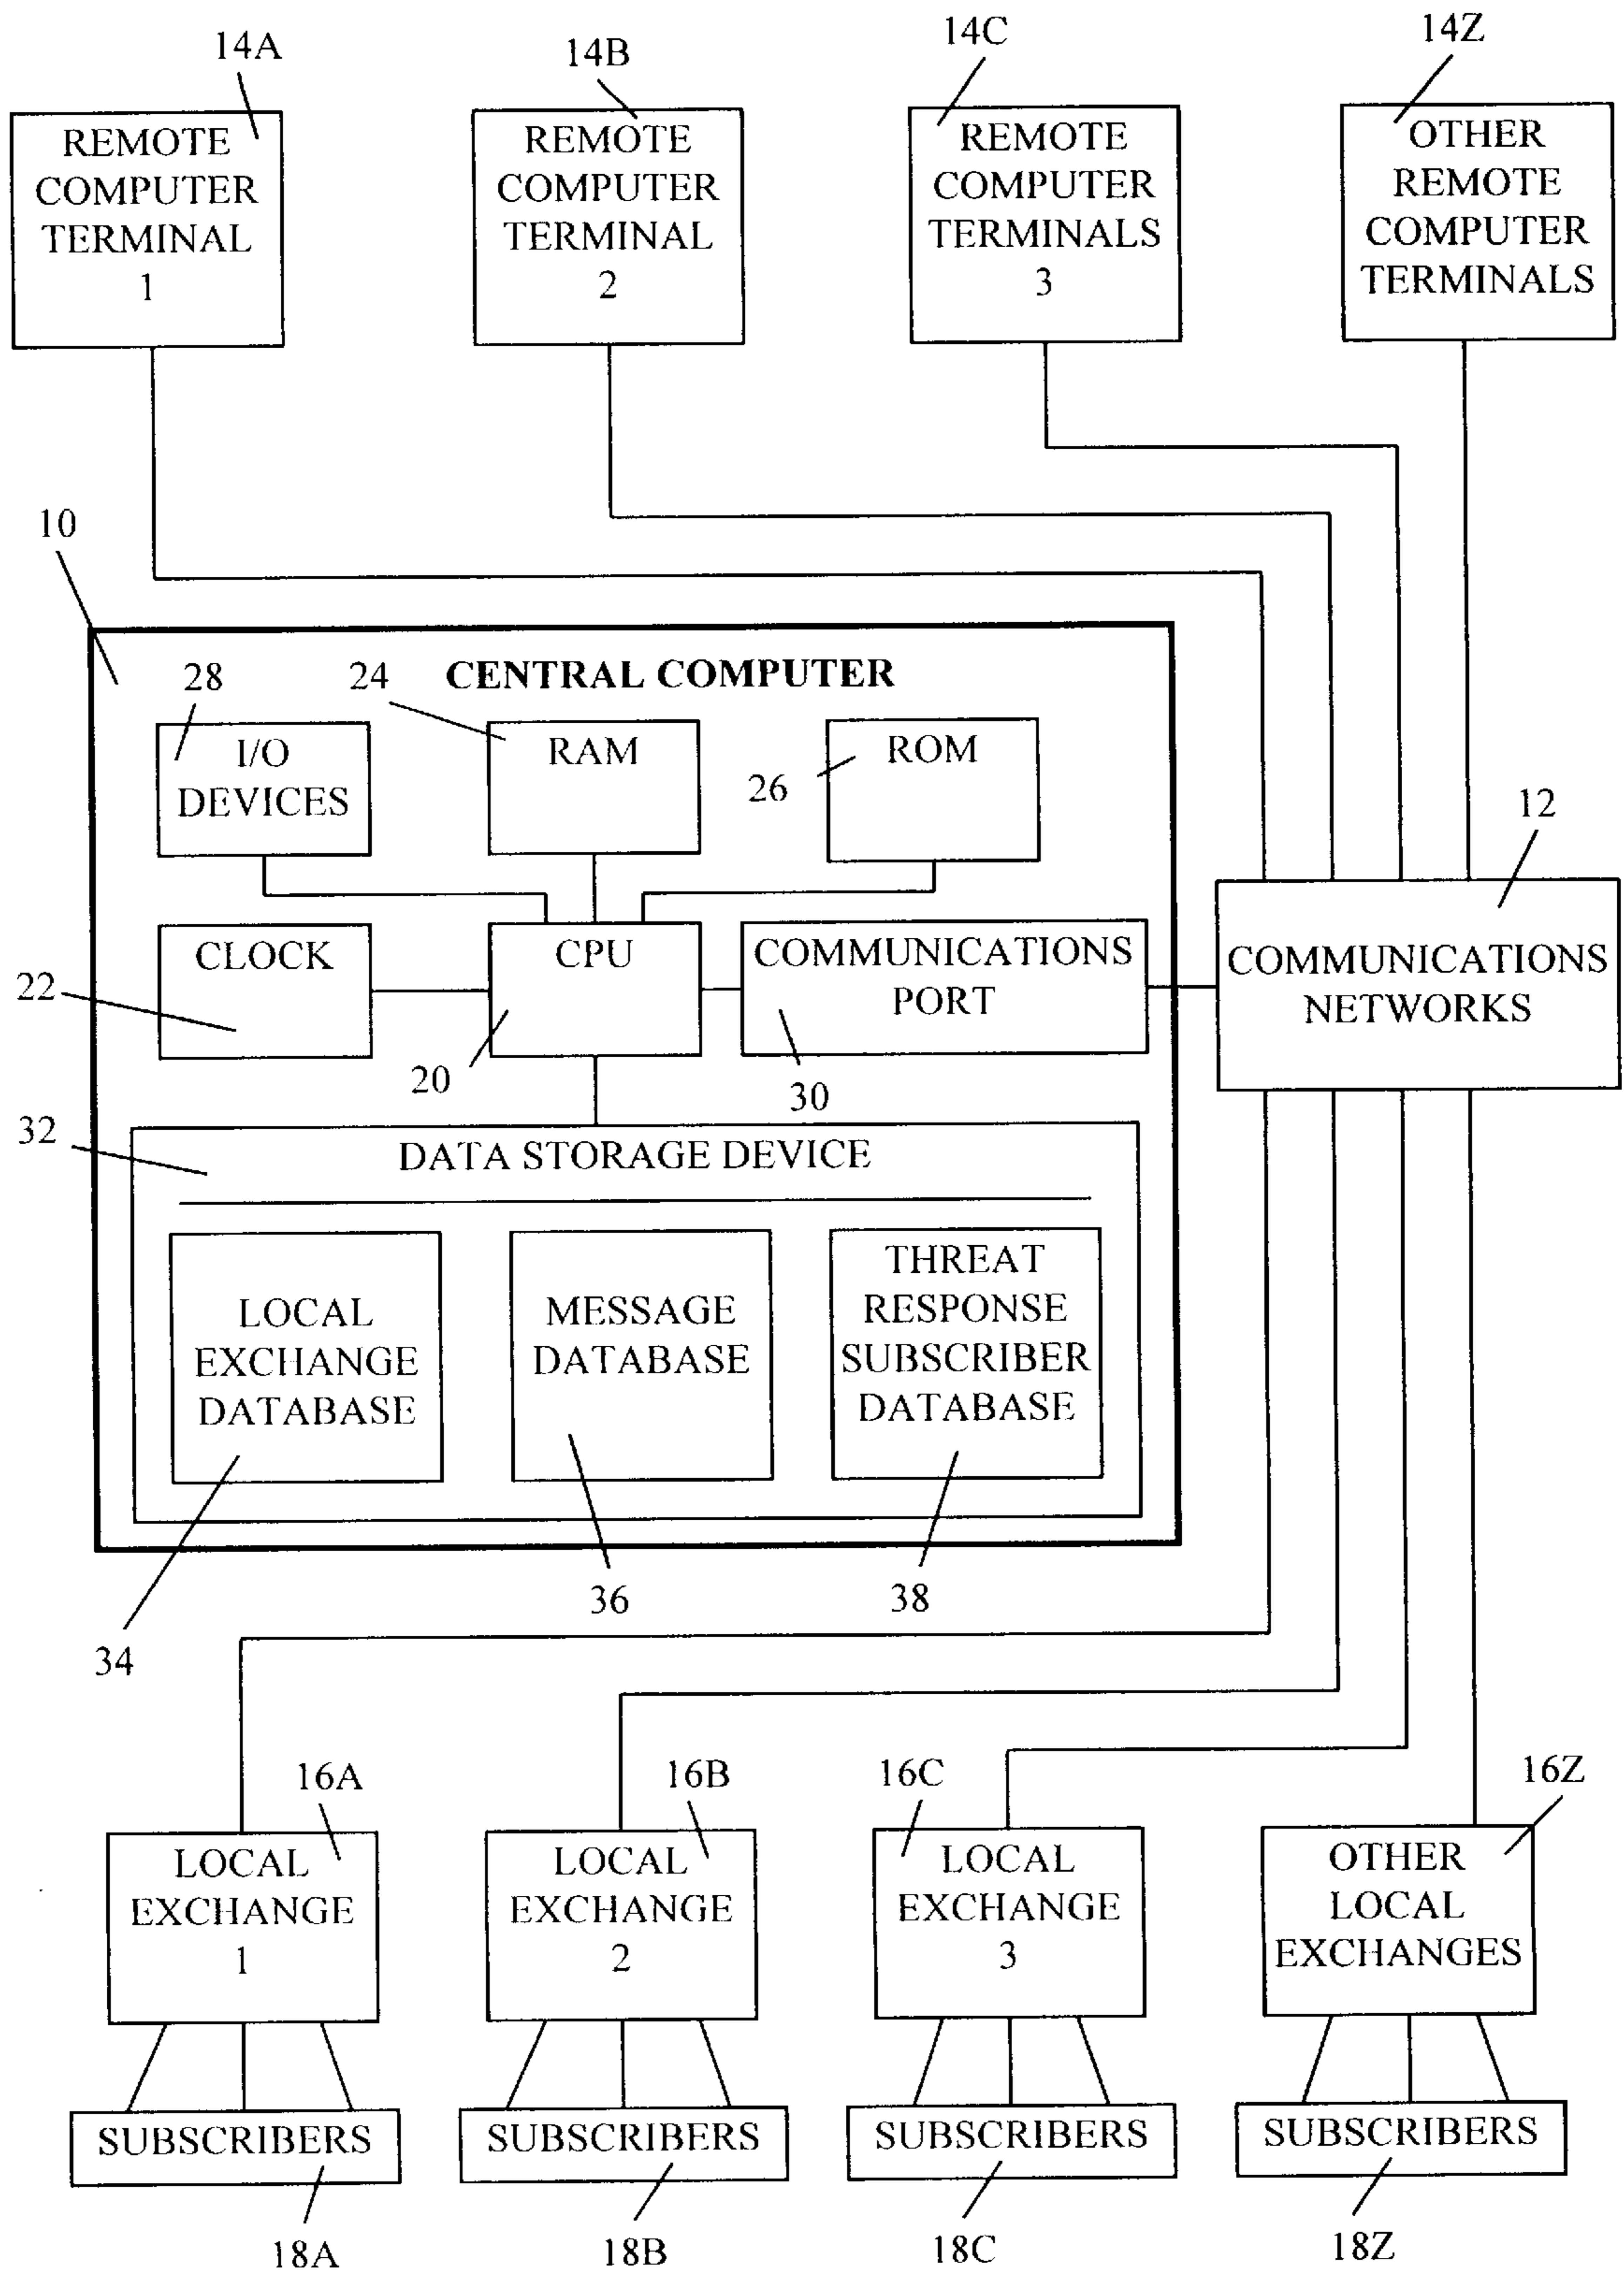 14A
14B
14C
14Z
REMOTE
COMPUTER
TERMINAL
1
REMOTE
COMPUTER
TERMINAL
2
REMOTE
COMPUTER
TERMINALS
3
OTHER
REMOTE
COMPUTER
TERMINALS
10
CENTRAL COMPUTER
28
24
I/O
DEVICES
RAM
26
ROM
12
22
CLOCK
CPU
20
COMMUNICATIONS
PORT
30
COMMUNICATIONS
NETWORKS
32
DATA STORAGE DEVICE
LOCAL
EXCHANGE
DATABASE
MESSAGE
DATABASE
THREAT
RESPONSE
SUBSCRIBER
DATABASE
34
36
38
16A
16B
16C
16Z
LOCAL
EXCHANGE
1
LOCAL
EXCHANGE
2
LOCAL
EXCHANGE
3
OTHER
LOCAL
EXCHANGES
SUBSCRIBERS
SUBSCRIBERS
SUBSCRIBERS
SUBSCRIBERS
18A
18B
18C
18Z